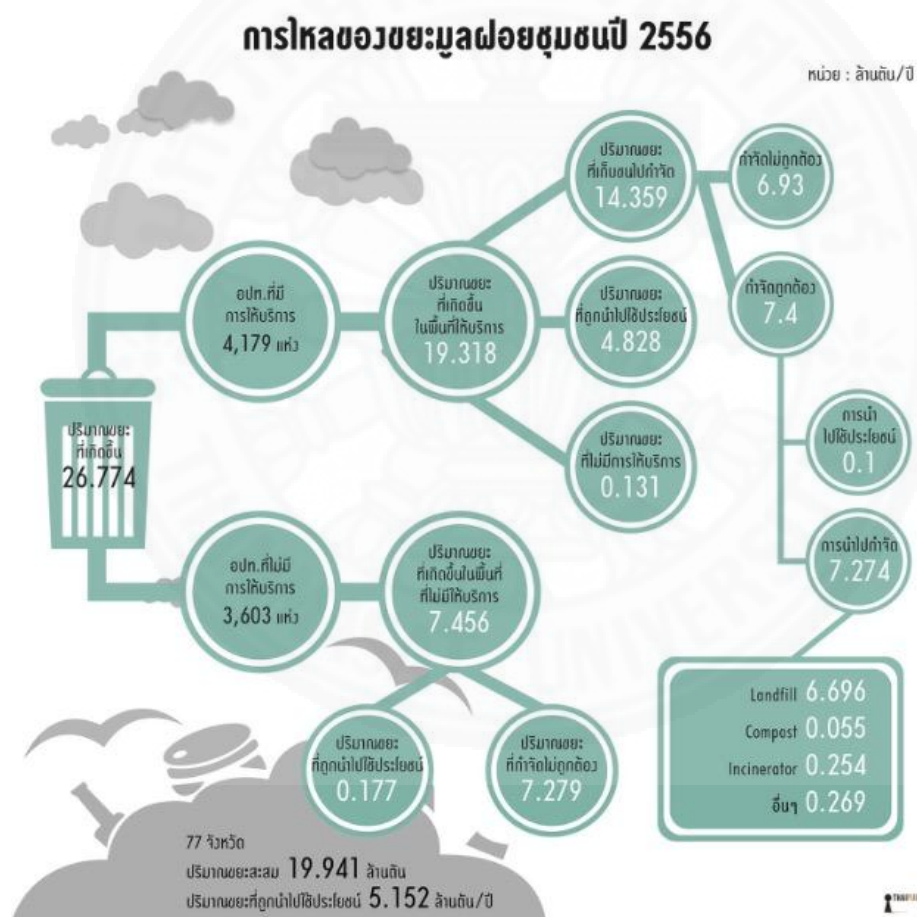 การไหลของขยะมูลฝอยชุมชนปี 2556
หน่วย : ล้านตัน/ปี
ปริมาณขยะ
ที่เกิดขึ้น
26.774
อปท.ที่มี
การให้บริการ
4,179 แห่ง
ปริมาณขยะ
ที่เกิดขึ้น
ในพื้นที่ให้บริการ
19.318
ปริมาณขยะ
ที่เก็บขนไปกำจัด
14.359
กำจัดไม่ถูกต้อง
6.93
กำจัดถูกต้อง
7.4
ปริมาณขยะ
ที่ถูกนำไปใช้ประโยชน์
4.828
ปริมาณขยะ
ที่ไม่มีการให้บริการ
0.131
การนำ
ไปใช้ประโยชน์
0.1
การนำไปกำจัด
7.274
Landfill 6.696
Compost 0.055
Incinerator 0.254
อื่นๆ 0.269
อปท.ที่ไม่มี
การให้บริการ
3,603 แห่ง
ปริมาณขยะ
ที่เกิดขึ้นในพื้นที่
ที่ไม่มีให้บริการ
7.456
ปริมาณขยะ
ที่ถูกนำไปใช้ประโยชน์
0.177
ปริมาณขยะ
ที่กำจัดไม่ถูกต้อง
7.279
77 จังหวัด
ปริมาณขยะสะสม 19.941 ล้านตัน
ปริมาณขยะที่ถูกนำไปใช้ประโยชน์ 5.152 ล้านตัน/ปี